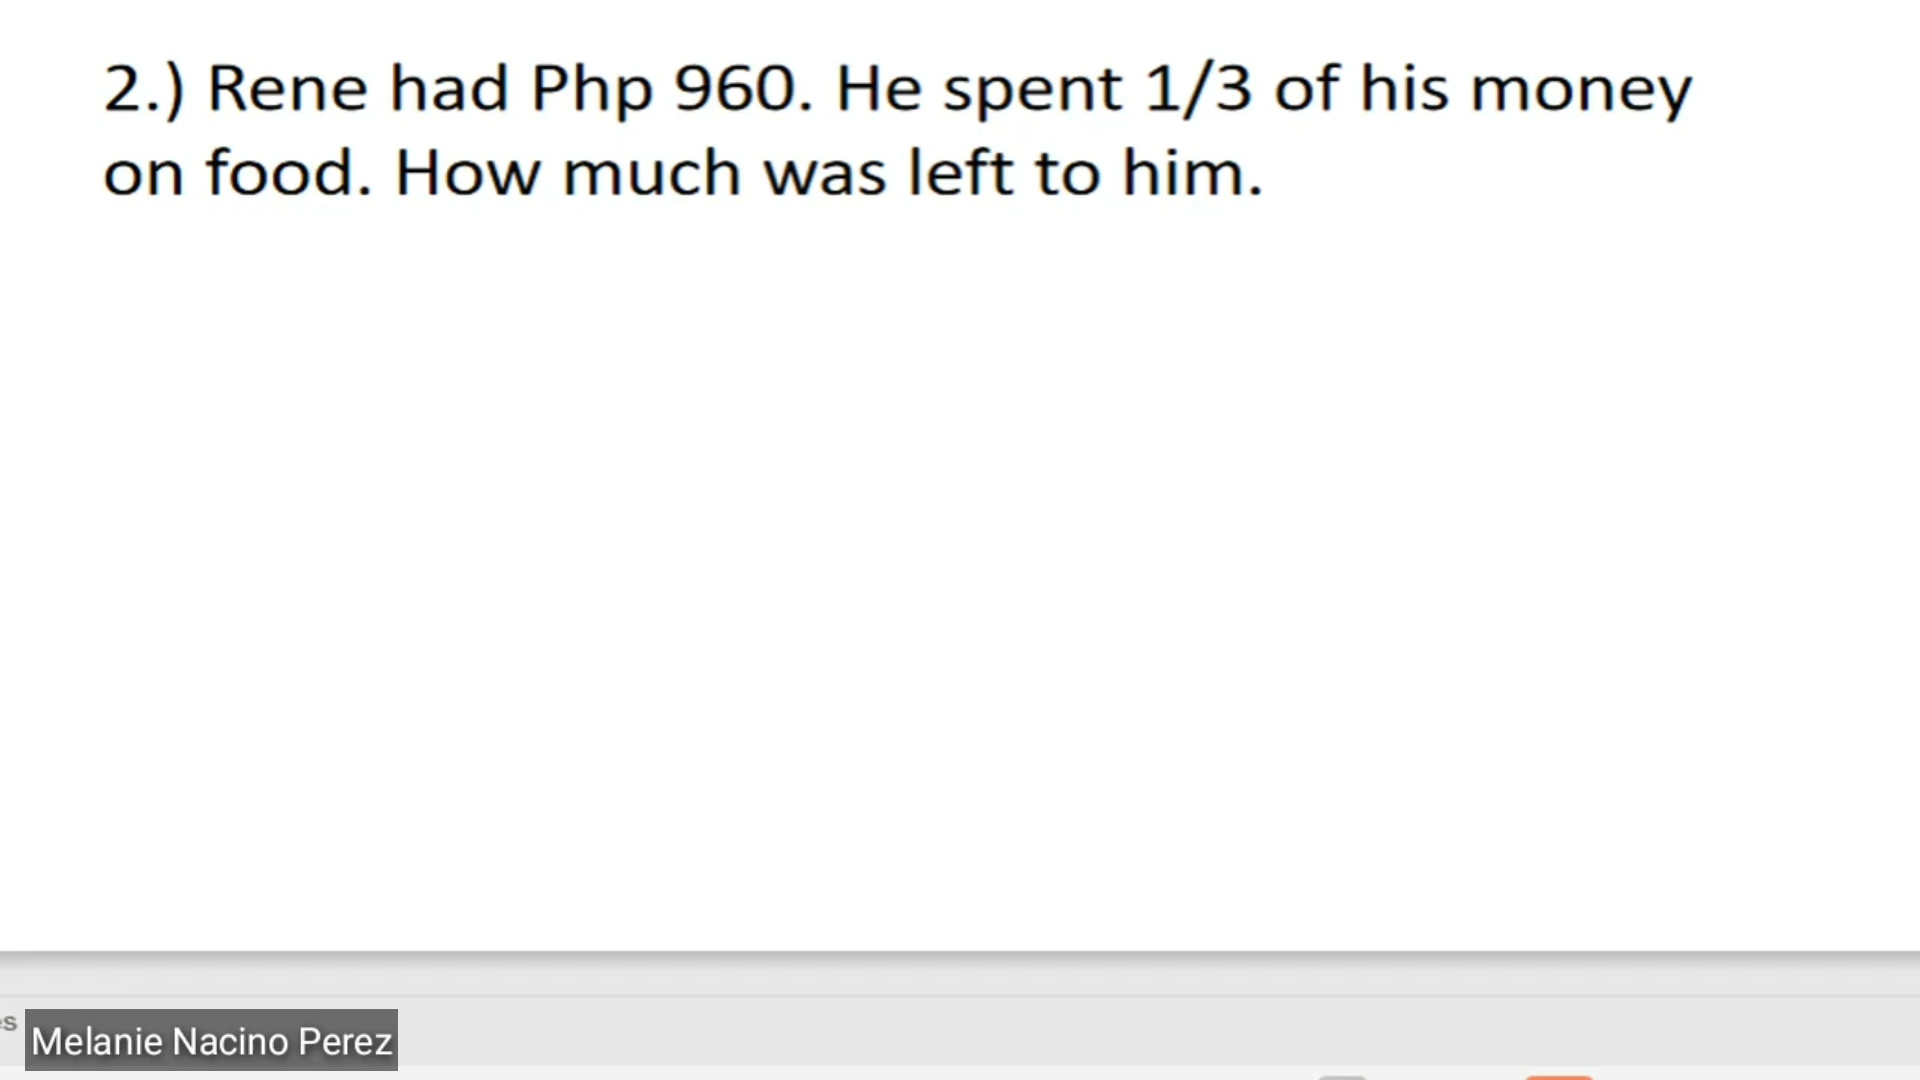 2.) Rene had Php 960. He spent 1/3 of his money
on food. How much was left to him.
Melanie Nacino Perez